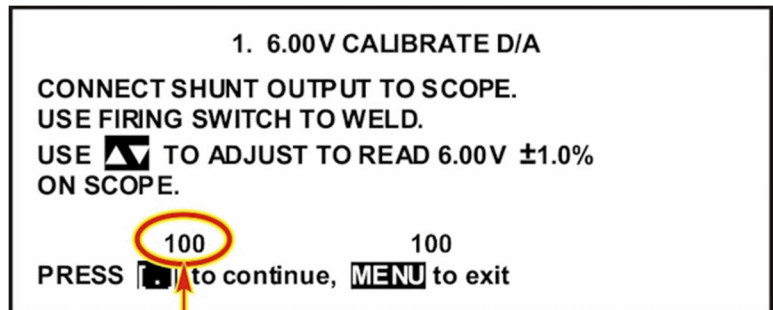 1. 6.00V CALIBRATE D/A
CONNECT SHUNT OUTPUT TO SCOPE.
USE FIRING SWITCH TO WELD.
USE ▲▼ TO ADJUST TO READ 6.00V ±1.0%
ON SCOPE.
100 100
PRESS [.] to continue, MENU to exit